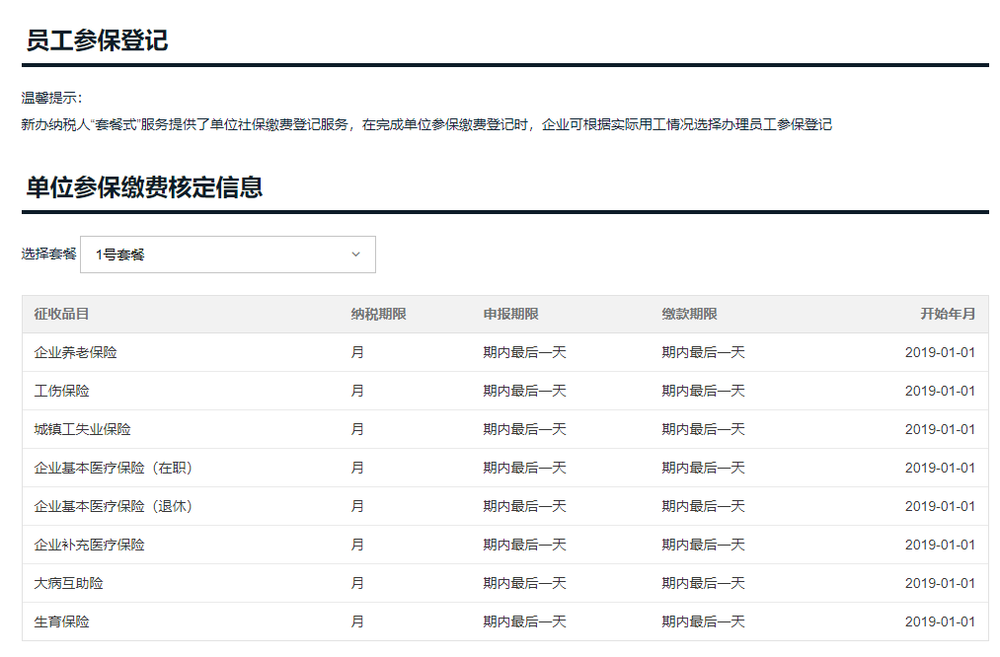 员工参保登记
温馨提示：
新办纳税人“套餐式”服务提供了单位社保缴费登记服务，在完成单位参保缴费登记时，企业可根据实际用工情况选择办理员工参保登记
单位参保缴费核定信息
选择套餐 1号套餐
征收品目 纳税期限 申报期限 缴款期限 开始年月
企业养老保险 月 期内最后一天 期内最后一天 2019-01-01
工伤保险 月 期内最后一天 期内最后一天 2019-01-01
城镇工失业保险 月 期内最后一天 期内最后一天 2019-01-01
企业基本医疗保险（在职） 月 期内最后一天 期内最后一天 2019-01-01
企业基本医疗保险（退休） 月 期内最后一天 期内最后一天 2019-01-01
企业补充医疗保险 月 期内最后一天 期内最后一天 2019-01-01
大病互助险 月 期内最后一天 期内最后一天 2019-01-01
生育保险 月 期内最后一天 期内最后一天 2019-01-01